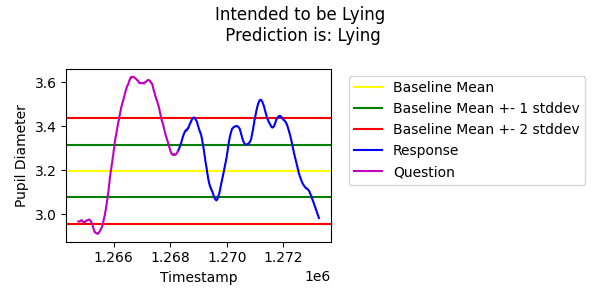 Intended to be Lying
Prediction is: Lying
3.6
3.4
3.2
3.0
Pupil Diameter
1.266 1.268 1.270 1.272
1e6
Timestamp
Baseline Mean
Baseline Mean +- 1 stddev
Baseline Mean +- 2 stddev
Response
Question